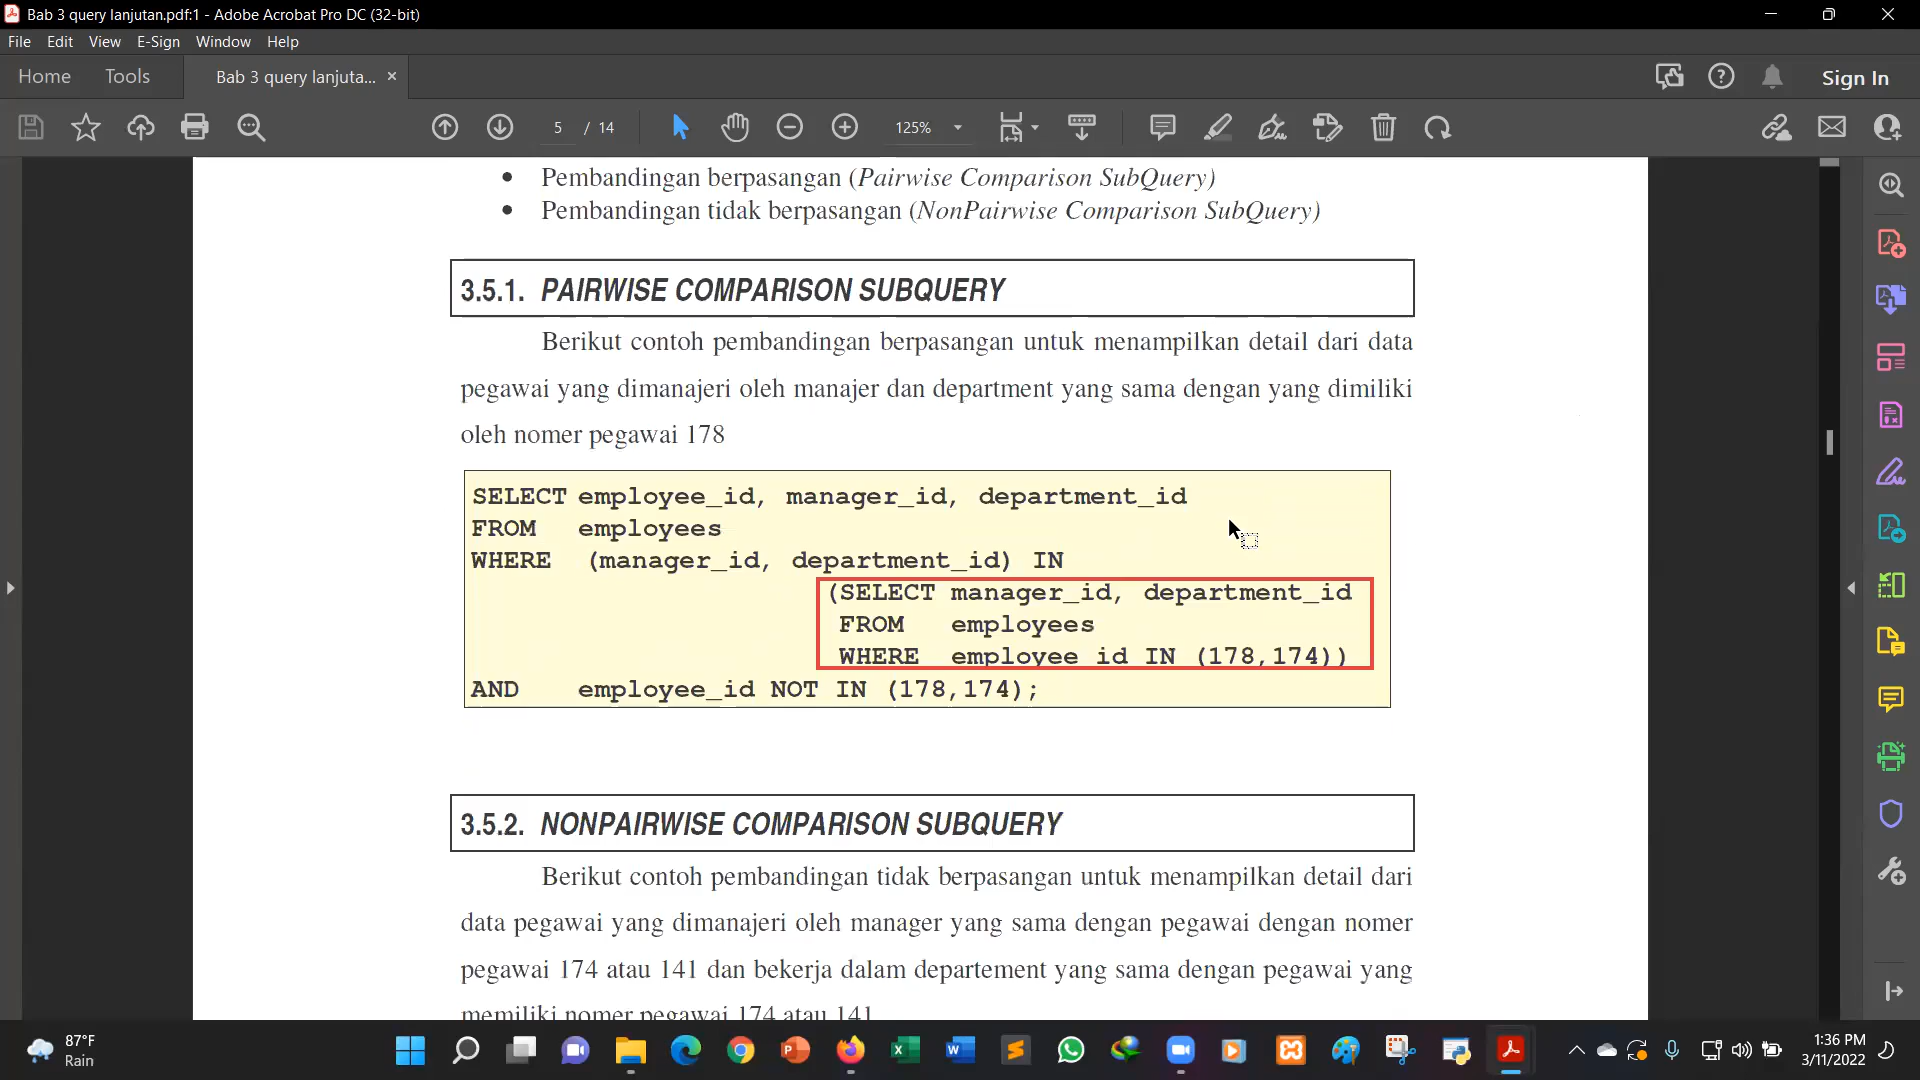 Bab 3 query lanjutan.pdf:1 - Adobe Acrobat Pro DC (32-bit)
File Edit View E-Sign Window Help
Home Tools Bab 3 query lanjuta... × Sign In
5 / 14 125%
• Pembandingan berpasangan (Pairwise Comparison SubQuery)
• Pembandingan tidak berpasangan (NonPairwise Comparison SubQuery)
3.5.1. PAIRWISE COMPARISON SUBQUERY
Berikut contoh pembandingan berpasangan untuk menampilkan detail dari data
pegawai yang dimanajeri oleh manajer dan department yang sama dengan yang dimiliki
oleh nomer pegawai 178
SELECT employee_id, manager_id, department_id
FROM employees
WHERE (manager_id, department_id) IN
(SELECT manager_id, department_id
FROM employees
WHERE employee_id IN (178,174))
AND employee_id NOT IN (178,174);
3.5.2. NONPAIRWISE COMPARISON SUBQUERY
Berikut contoh pembandingan tidak berpasangan untuk menampilkan detail dari
data pegawai yang dimanajeri oleh manager yang sama dengan pegawai dengan nomer
pegawai 174 atau 141 dan bekerja dalam departement yang sama dengan pegawai yang
memiliki nomer pegawai 174 atau 141
87°F
Rain
1:36 PM
3/11/2022